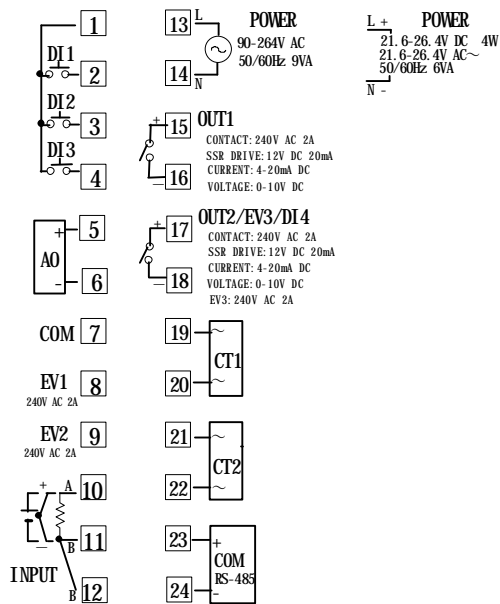 1
DI1
2
DI2
3
DI3
4
+ 5
AO
- 6
COM 7
EV1 8
240V AC 2A
EV2 9
240V AC 2A
+ A 10
- B 11
INPUT
B 12
13 L POWER
90-264V AC
50/60Hz 9VA
14 N
+ 15 OUT1
CONTACT: 240V AC 2A
SSR DRIVE: 12V DC 20mA
CURRENT: 4-20mA DC
- 16 VOLTAGE: 0-10V DC
OUT2/EV3/DI4
+ 17
CONTACT: 240V AC 2A
SSR DRIVE: 12V DC 20mA
CURRENT: 4-20mA DC
- 18
VOLTAGE: 0-10V DC
EV3: 240V AC 2A
19 ~
CT1
20 ~
21 ~
CT2
22 ~
23 +
COM
RS-485
24 -
L + POWER
21.6-26.4V DC 4W
21.6-26.4V AC~
50/60Hz 6VA
N -